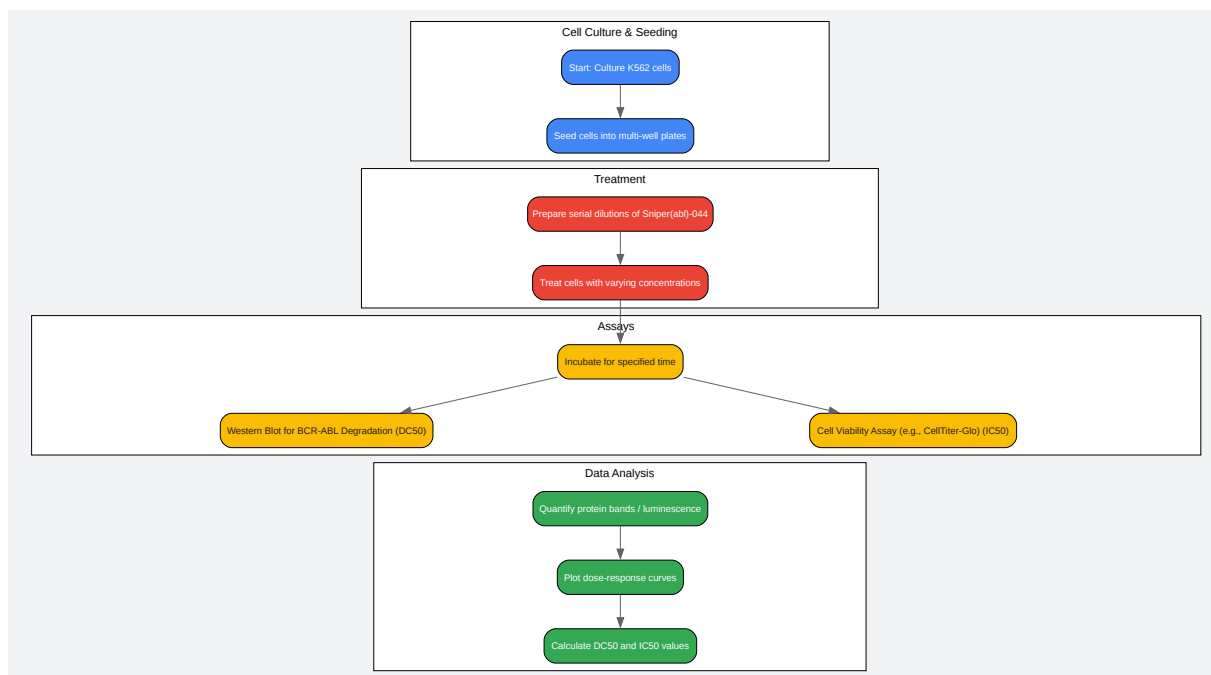 Cell Culture & Seeding
Start: Culture K562 cells
Seed cells into multi-well plates
Treatment
Prepare serial dilutions of Sniper(abl)-044
Treat cells with varying concentrations
Assays
Incubate for specified time
Western Blot for BCR-ABL Degradation (DC50)
Cell Viability Assay (e.g., CellTiter-Glo) (IC50)
Data Analysis
Quantify protein bands / luminescence
Plot dose-response curves
Calculate DC50 and IC50 values